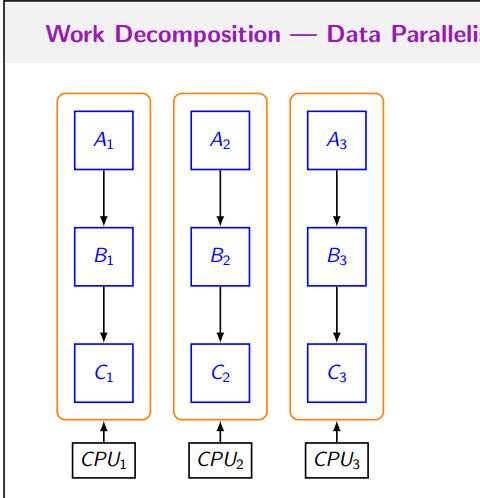 Work Decomposition — Data Parallelis
A₁ A₂ A₃
B₁ B₂ B₃
C₁ C₂ C₃
CPU₁ CPU₂ CPU₃